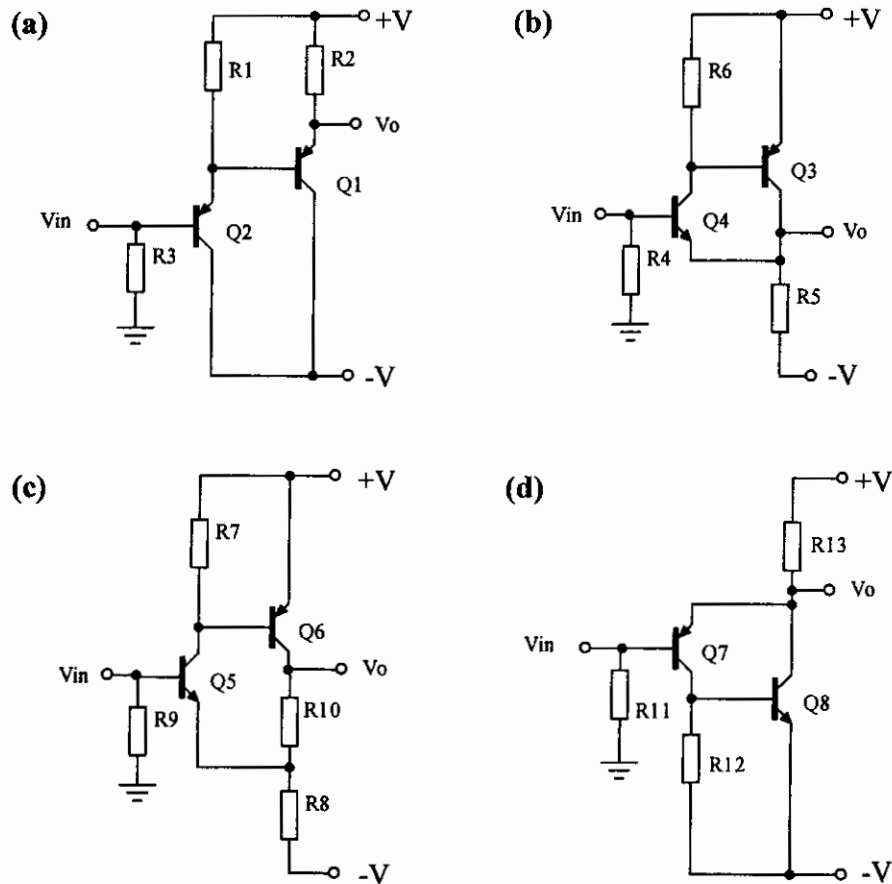 (a)
+V
R1
R2
Vo
Q1
Vin
Q2
R3
-V
(b)
+V
R6
Q3
Vin
Q4
Vo
R4
R5
-V
(c)
+V
R7
Q6
Vin
Q5
Vo
R9
R10
R8
-V
(d)
+V
R13
Vo
Vin
Q7
R11
Q8
R12
-V